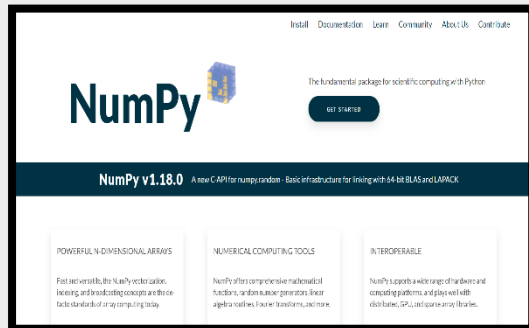 Install Documentation Learn Community About Us Contribute
NumPy
The fundamental package for scientific computing with Python
GET STARTED
NumPy v1.18.0 A new C-API for numpy.random - Basic infrastructure for linking with 64-bit BLAS and LAPACK
POWERFUL N-DIMENSIONAL ARRAYS
Fast and versatile, the NumPy vectorization,
indexing, and broadcasting concepts are the de-
facto standards of array computing today.
NUMERICAL COMPUTING TOOLS
NumPy offers comprehensive mathematical
functions, random number generators, linear
algebra routines, Fourier transforms, and more.
INTEROPERABLE
NumPy supports a wide range of hardware and
computing platforms, and plays well with
distributed, GPU, and sparse array libraries.